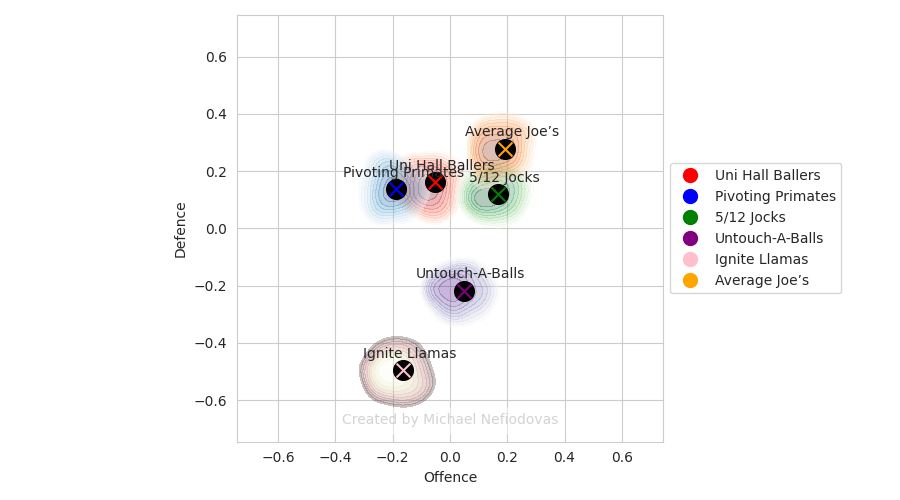 0.6
0.4
0.2
0.0
−0.2
−0.4
−0.6
Defence
Average Joe’s
Uni Hall Ballers
Pivoting Primates
5/12 Jocks
Untouch-A-Balls
Ignite Llamas
Created by Michael Nefiodovas
−0.6
−0.4
−0.2
0.0
0.2
0.4
0.6
Offence
Uni Hall Ballers
Pivoting Primates
5/12 Jocks
Untouch-A-Balls
Ignite Llamas
Average Joe’s